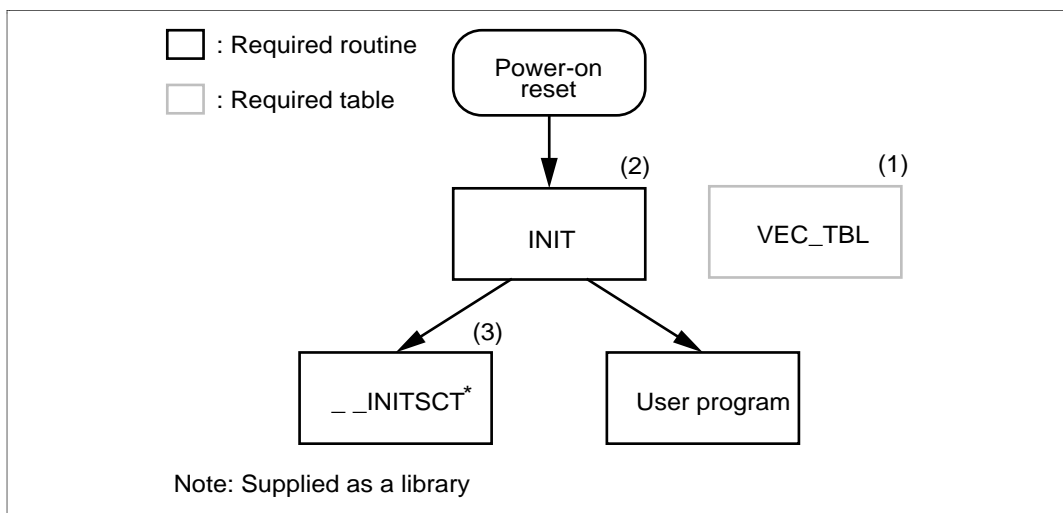 : Required routine
: Required table
Power-on
reset
(2)
(1)
INIT
VEC_TBL
(3)
_ _INITSCT*
User program
Note: Supplied as a library